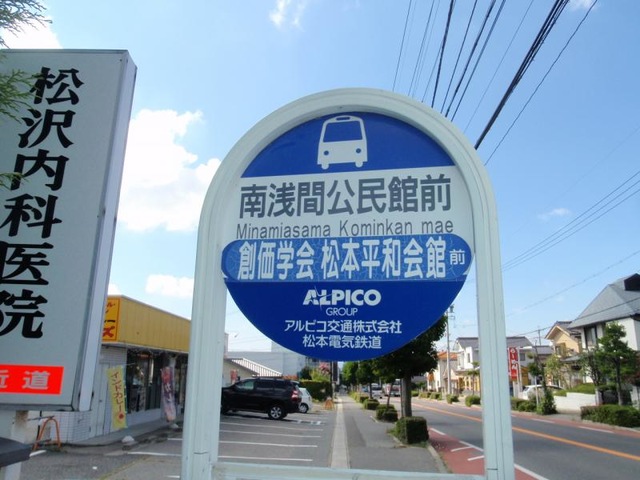 松沢内科医院
近道
南浅間公民館前
Minamiasama Kominkan mae
創価学会 松本平和会館前
ALPICO
GROUP
アルピコ交通株式会社
松本電気鉄道